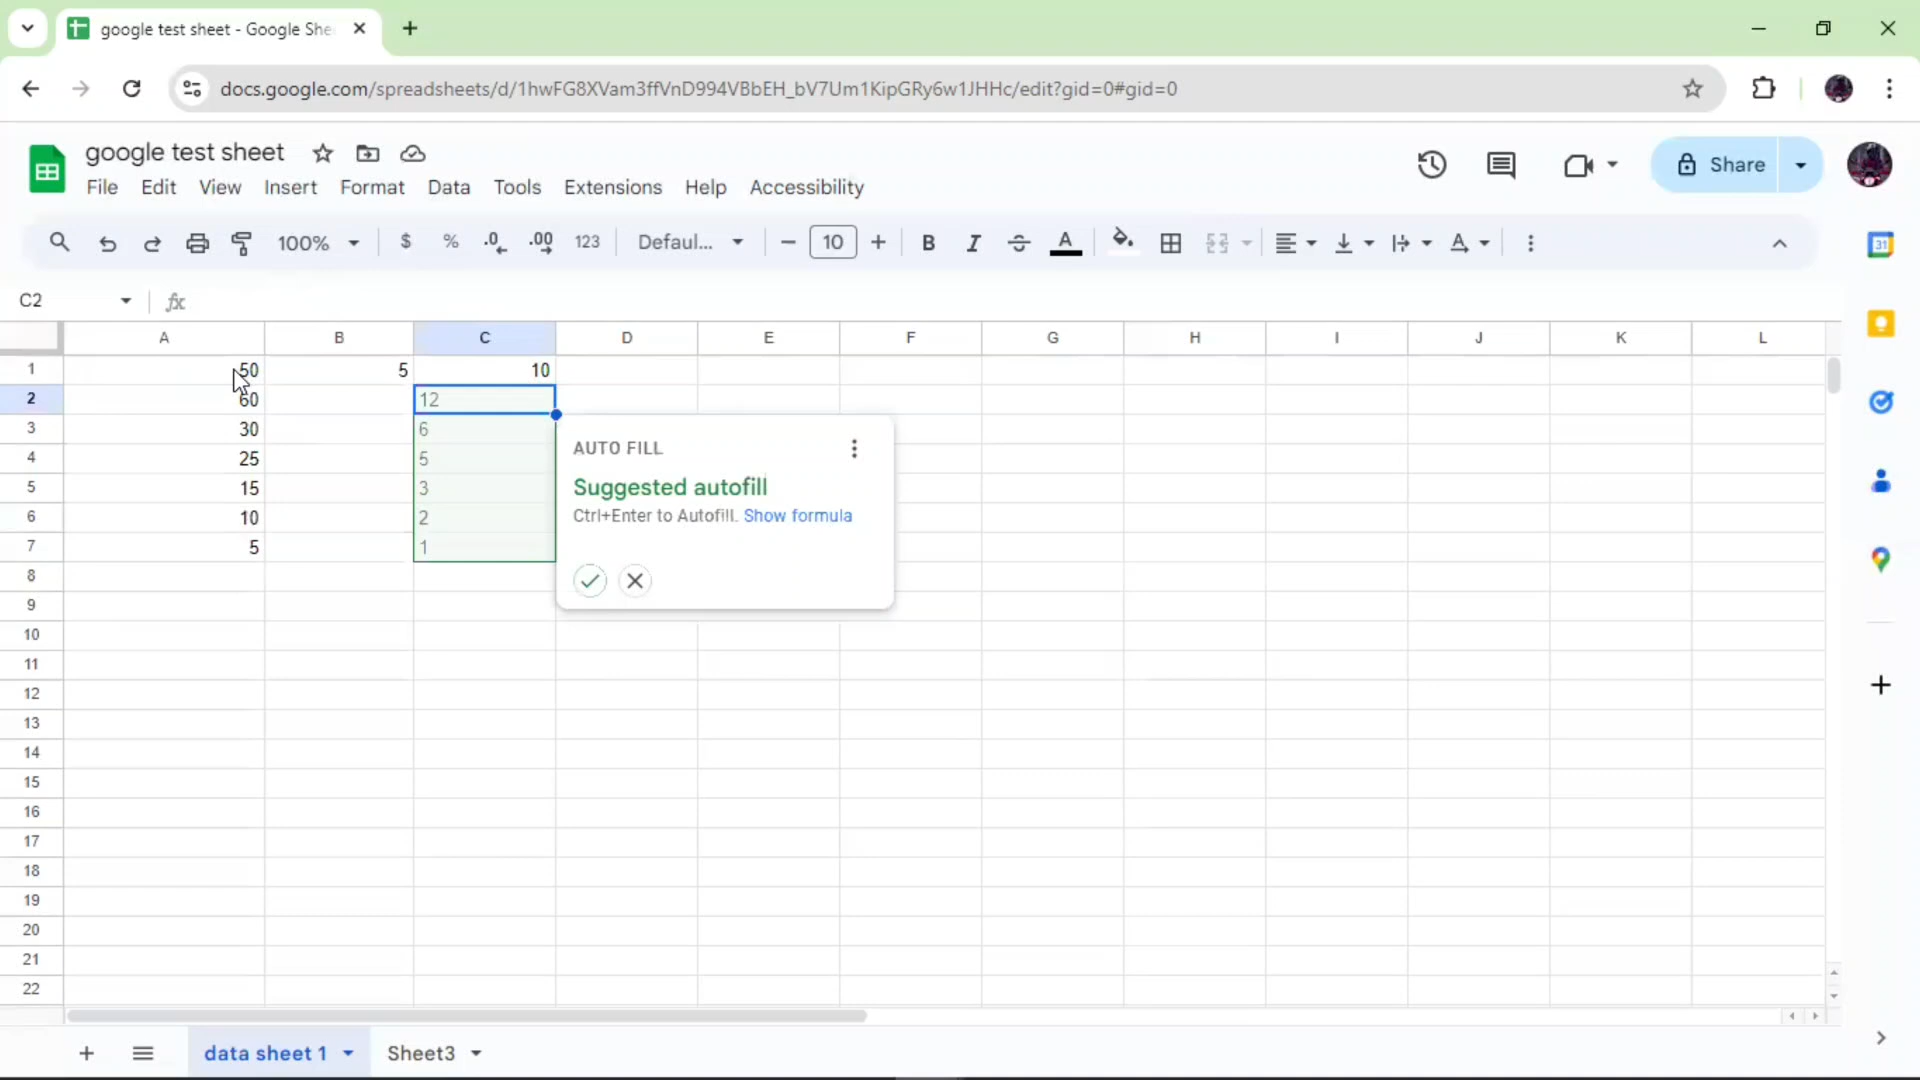 google test sheet - Google She
docs.google.com/spreadsheets/d/1hwFG8XVam3ffVnD994VBbEH_bV7Um1KipGRy6w1JHHc/edit?gid=0#gid=0
google test sheet
File Edit View Insert Format Data Tools Extensions Help Accessibility
Share
100% $ % .0 .00 123 Defaul... 10 B I S A A
31
C2 fx
A B C D E F G H I J K L
1 50 5 10
2 60 12
3 30 6
4 25 5
5 15 3
6 10 2
7 5 1
8
9
10
11
12
13
14
15
16
17
18
19
20
21
22
AUTO FILL
Suggested autofill
Ctrl+Enter to Autofill. Show formula
data sheet 1 Sheet3